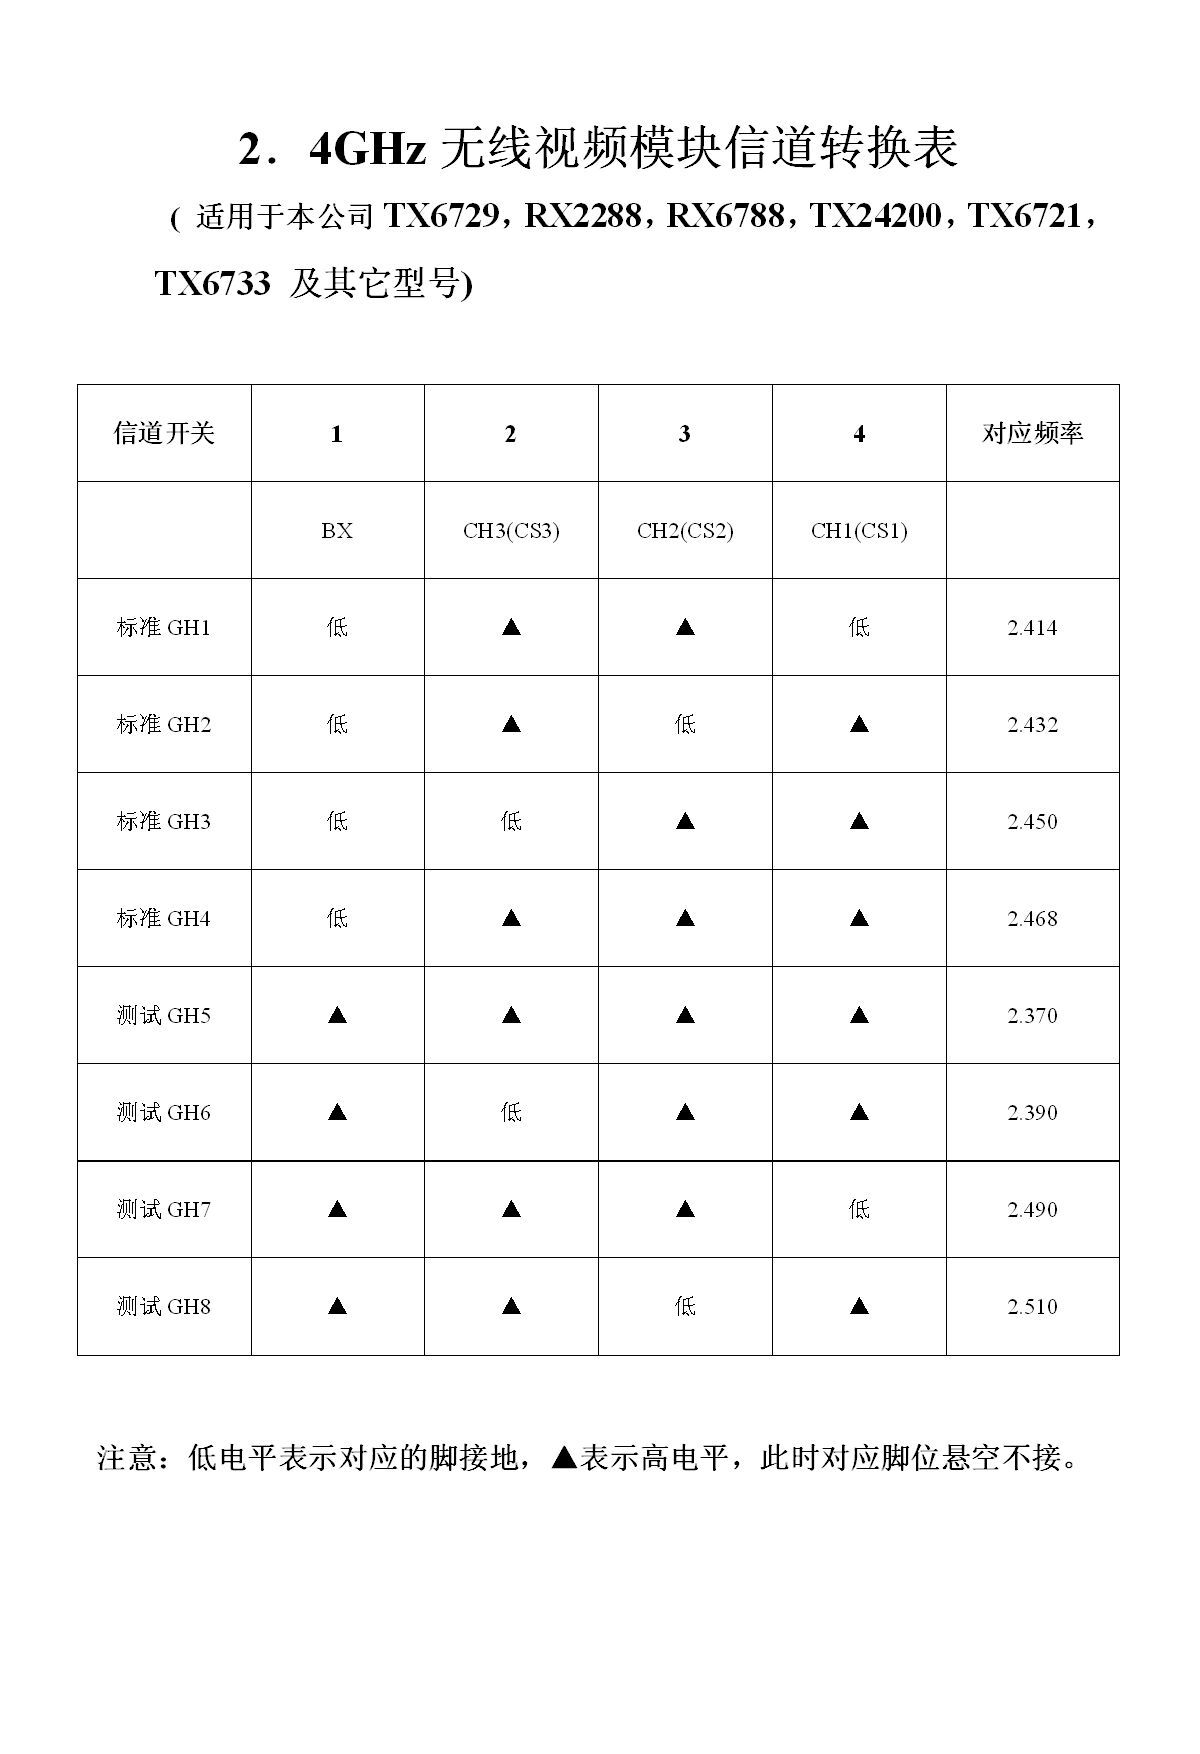 2．4GHz 无线视频模块信道转换表
( 适用于本公司 TX6729，RX2288，RX6788，TX24200，TX6721，
TX6733 及其它型号)
信道开关 1 2 3 4 对应频率
BX CH3(CS3) CH2(CS2) CH1(CS1)
标准 GH1 低 ▲ ▲ 低 2.414
标准 GH2 低 ▲ 低 ▲ 2.432
标准 GH3 低 低 ▲ ▲ 2.450
标准 GH4 低 ▲ ▲ ▲ 2.468
测试 GH5 ▲ ▲ ▲ ▲ 2.370
测试 GH6 ▲ 低 ▲ ▲ 2.390
测试 GH7 ▲ ▲ ▲ 低 2.490
测试 GH8 ▲ ▲ 低 ▲ 2.510
注意：低电平表示对应的脚接地，▲表示高电平，此时对应脚位悬空不接。